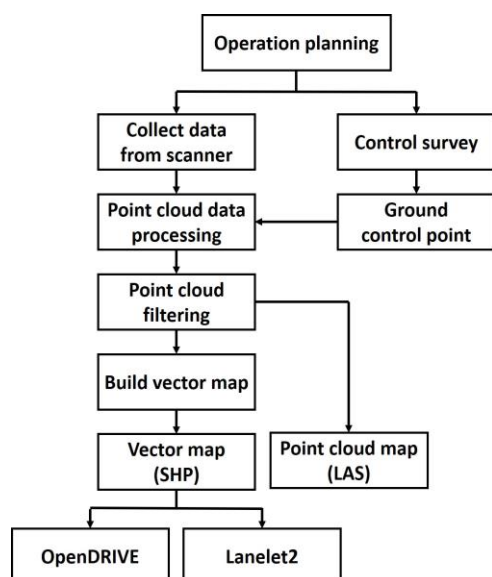 Operation planning
Collect data
from scanner
Control survey
Point cloud data
processing
Ground
control point
Point cloud
filtering
Build vector map
Vector map
(SHP)
Point cloud map
(LAS)
OpenDRIVE
Lanelet2